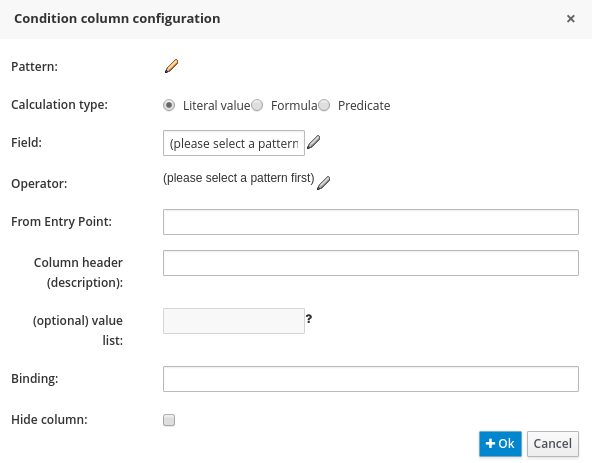 Condition column configuration ×
Pattern:
Calculation type: Literal value Formula Predicate
Field: (please select a pattern
Operator: (please select a pattern first)
From Entry Point:
Column header
(description):
(optional) value
list:
?
Binding:
Hide column:
+ Ok Cancel